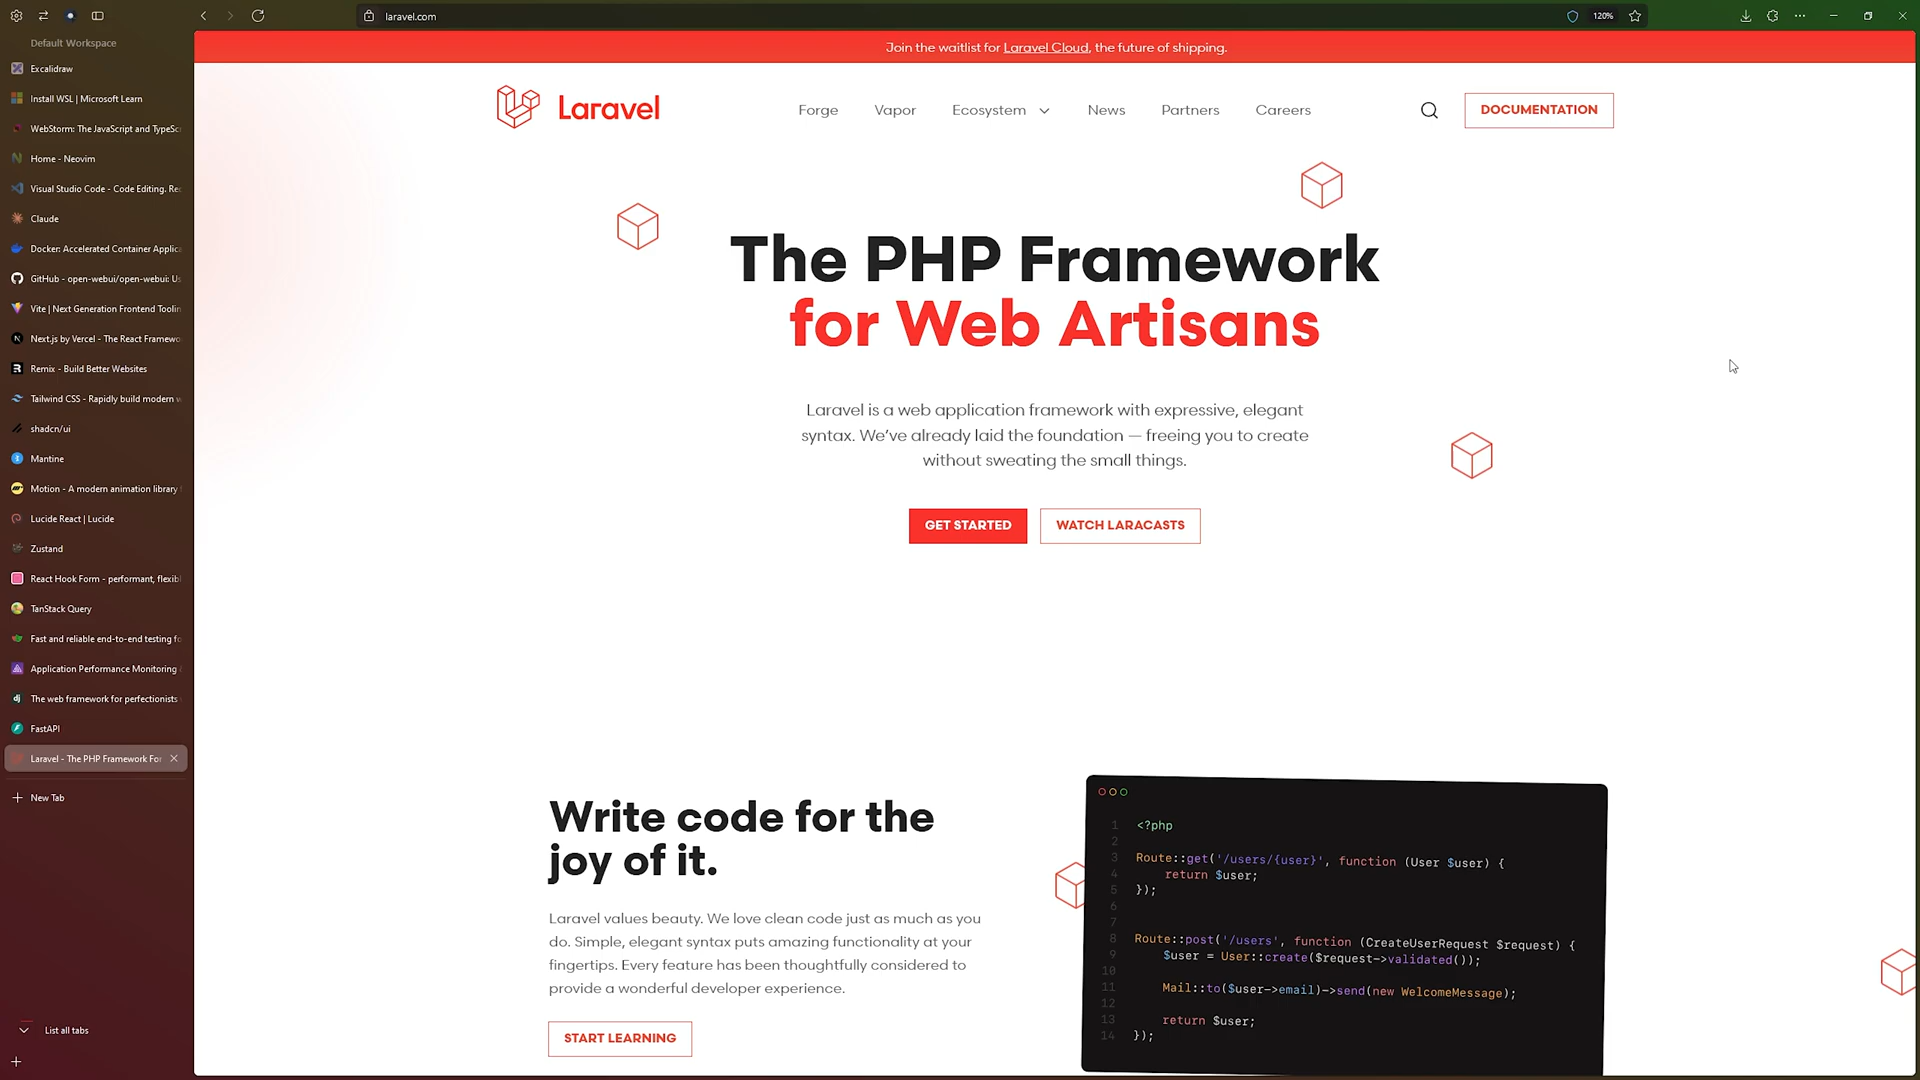 laravel.com
120%
Default Workspace
Excalidraw
Install WSL | Microsoft Learn
WebStorm: The JavaScript and TypeSc
Home - Neovim
Visual Studio Code - Code Editing. Re
Claude
Docker: Accelerated Container Applica
GitHub - open-webui/open-webui: Us
Vite | Next Generation Frontend Toolin
Next.js by Vercel - The React Framewo
Remix - Build Better Websites
Tailwind CSS - Rapidly build modern w
shadcn/ui
Mantine
Motion - A modern animation library
Lucide React | Lucide
Zustand
React Hook Form - performant, flexib
TanStack Query
Fast and reliable end-to-end testing fo
Application Performance Monitoring
The web framework for perfectionists
FastAPI
Laravel - The PHP Framework For
New Tab
List all tabs
Join the waitlist for Laravel Cloud, the future of shipping.
Laravel
Forge
Vapor
Ecosystem
News
Partners
Careers
DOCUMENTATION
The PHP Framework
for Web Artisans
Laravel is a web application framework with expressive, elegant
syntax. We've already laid the foundation — freeing you to create
without sweating the small things.
GET STARTED
WATCH LARACASTS
Write code for the
joy of it.
Laravel values beauty. We love clean code just as much as you
do. Simple, elegant syntax puts amazing functionality at your
fingertips. Every feature has been thoughtfully considered to
provide a wonderful developer experience.
START LEARNING
1 <?php
2
3 Route::get('/users/{user}', function (User $user) {
4 return $user;
5 });
6
7
8 Route::post('/users', function (CreateUserRequest $request) {
9 $user = User::create($request->validated());
10
11 Mail::to($user->email)->send(new WelcomeMessage);
12
13 return $user;
14 });